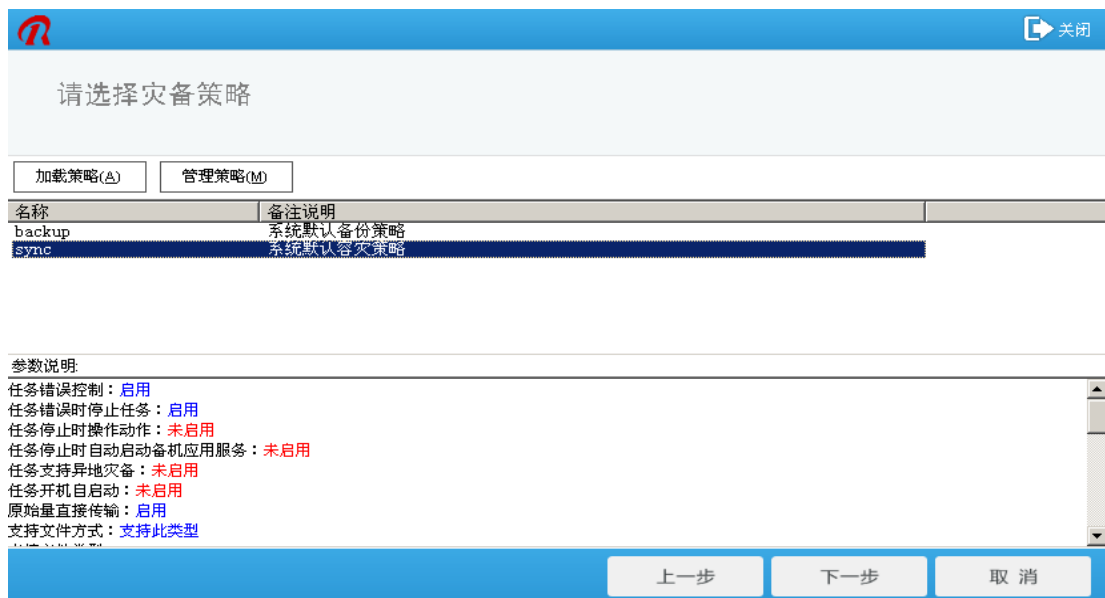 关闭
请选择灾备策略
加载策略(A) 管理策略(M)
名称 备注说明
backup 系统默认备份策略
sync 系统默认容灾策略
参数说明:
任务错误控制：启用
任务错误时停止任务：启用
任务停止时操作动作：未启用
任务停止时自动启动备机应用服务：未启用
任务支持异地灾备：未启用
任务开机自启动：未启用
原始量直接传输：启用
支持文件方式：支持此类型
上一步 下一步 取 消